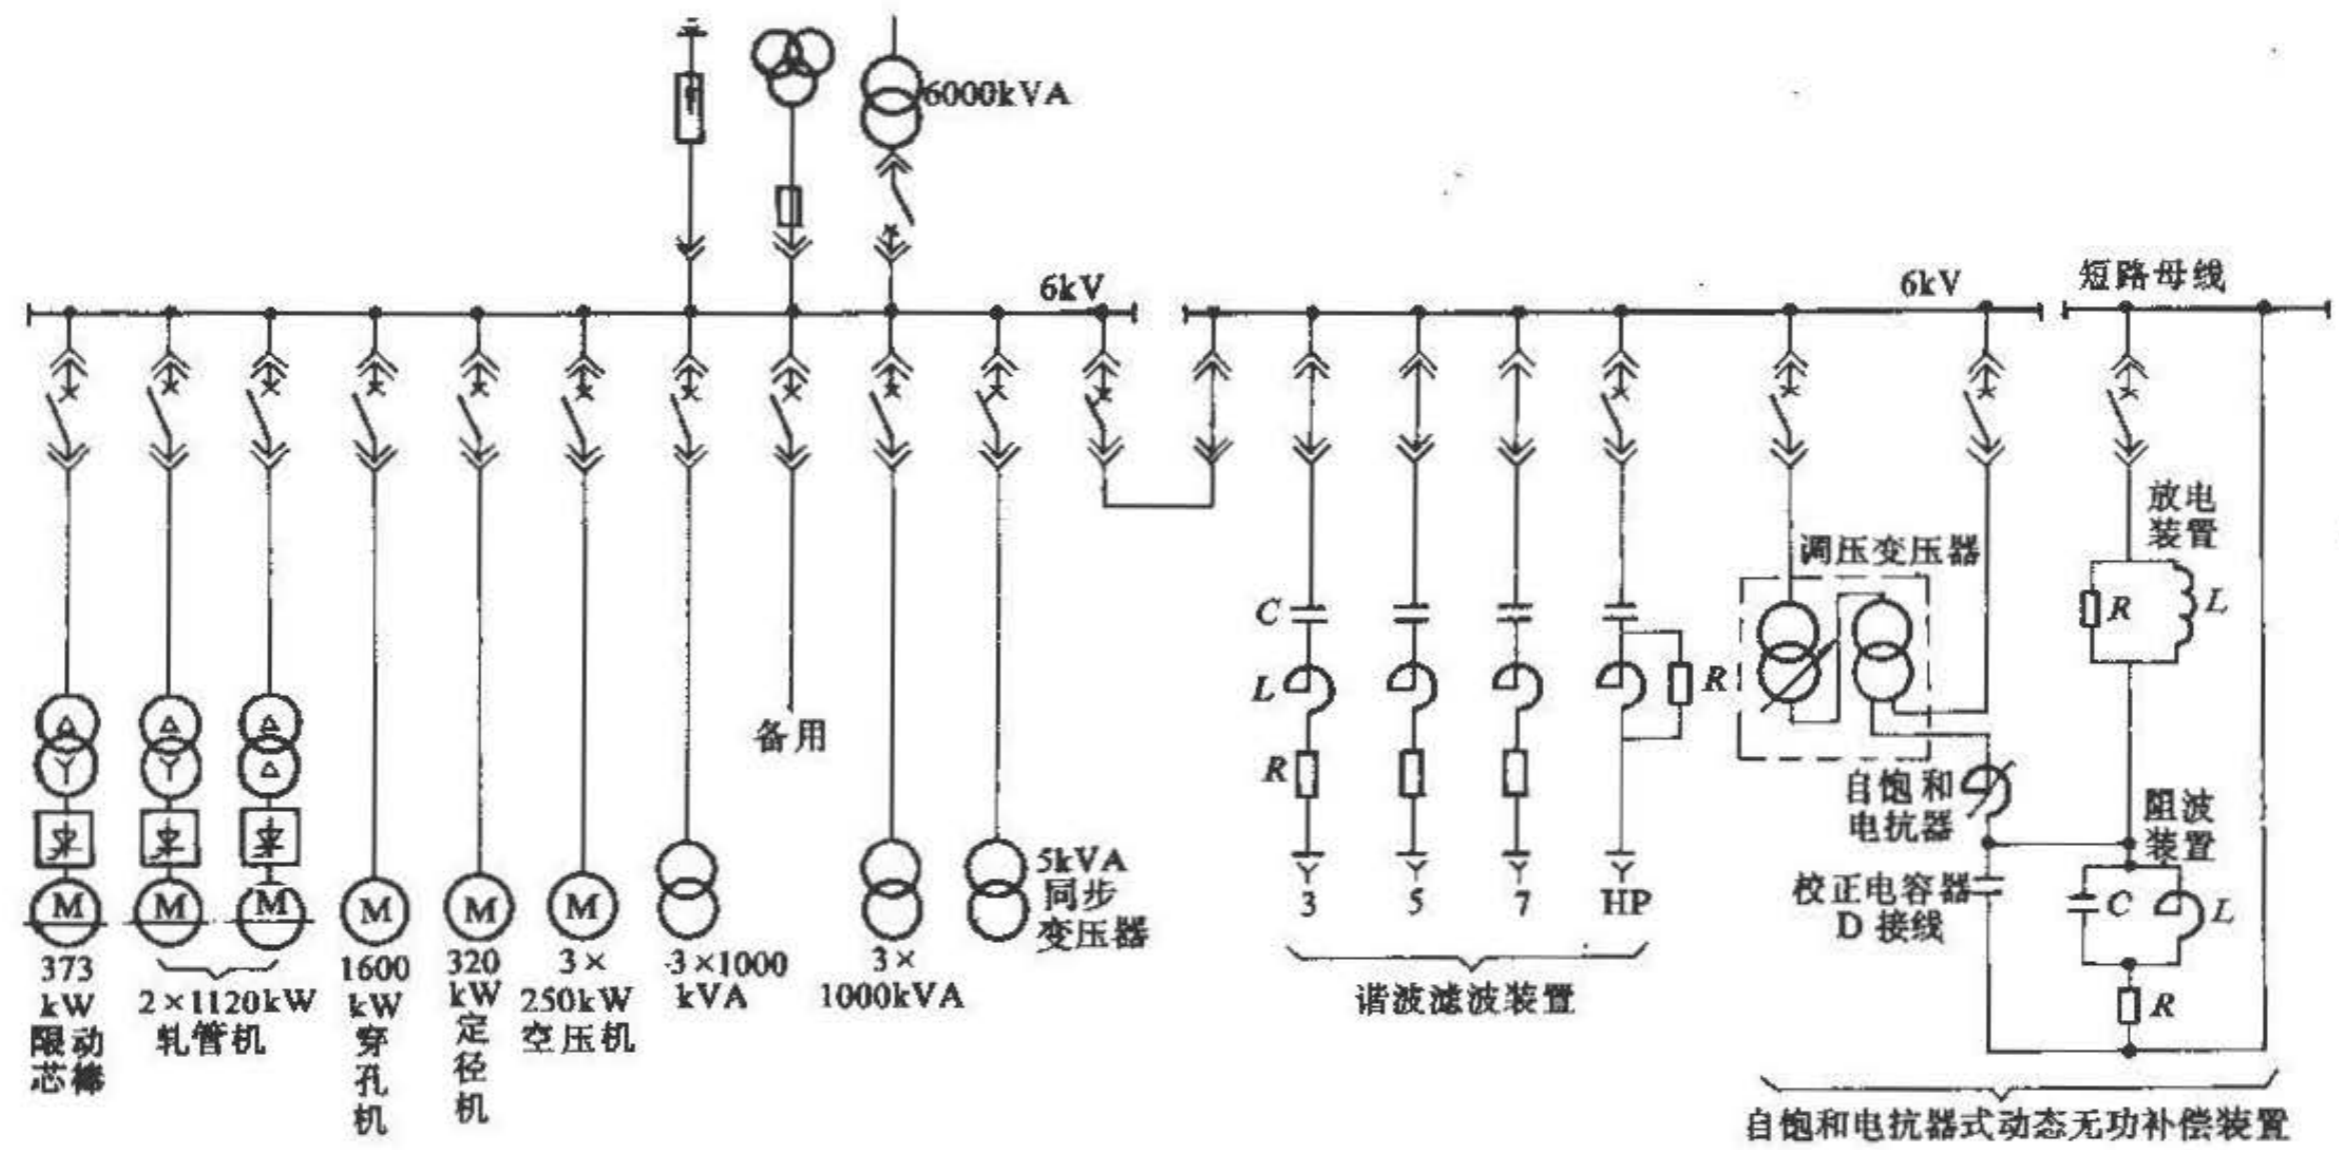 6000kVA
6kV
6kV
短路母线
放电
装置
调压变压器
R
L
C
L
R
R
备用
自饱和
电抗器
阻波
装置
M
M
M
M
M
M
5kVA
同步
变压器
3
5
7
HP
校正电容器
D 接线
C
L
R
373
kW
限动
芯棒
2×1120kW
轧管机
1600
kW
穿
孔
机
320
kW
定
径
机
3×
250kW
空压机
3×1000
kVA
3×
1000kVA
谐波滤波装置
自饱和电抗器式动态无功补偿装置